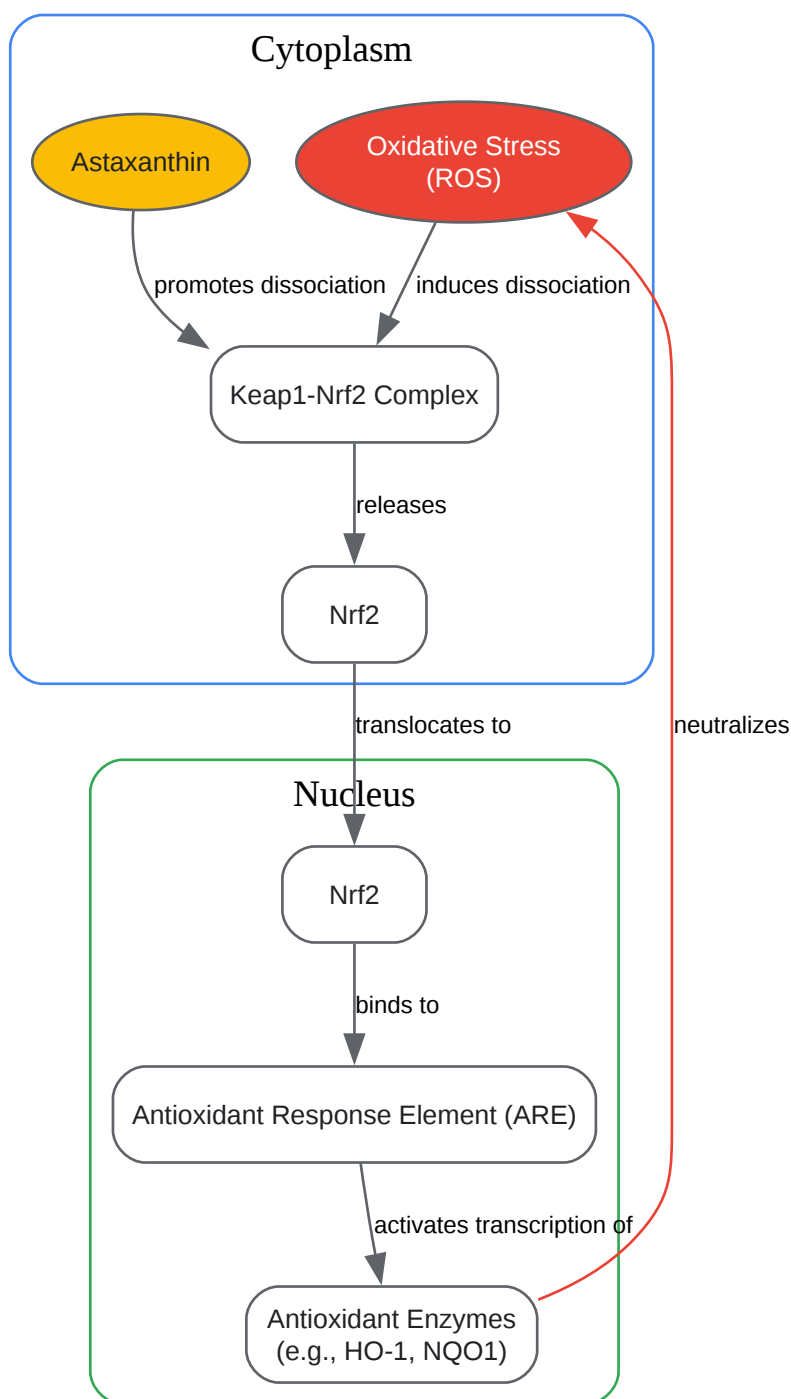 Cytoplasm
Astaxanthin
Oxidative Stress
(ROS)
promotes dissociation
induces dissociation
Keap1-Nrf2 Complex
releases
Nrf2
translocates to
neutralizes
Nucleus
Nrf2
binds to
Antioxidant Response Element (ARE)
activates transcription of
Antioxidant Enzymes
(e.g., HO-1, NQO1)